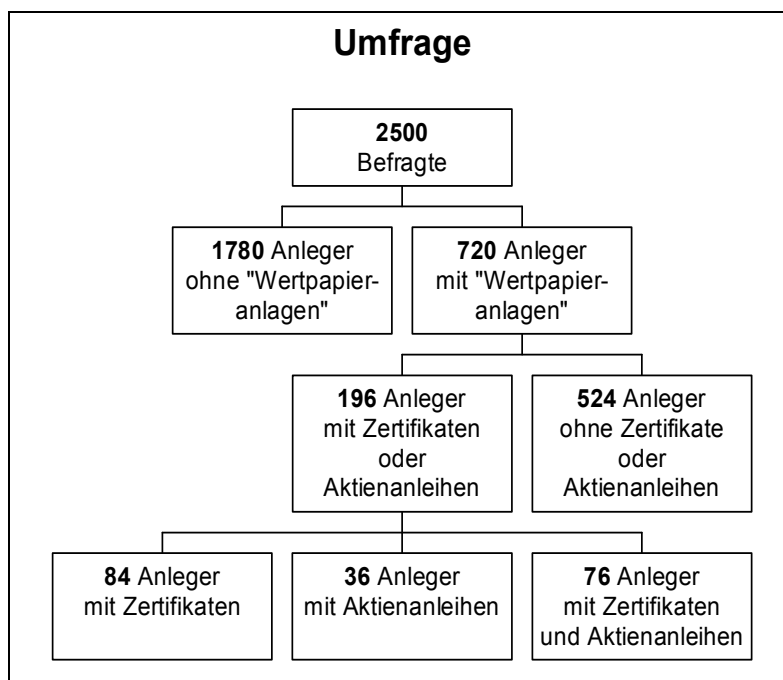 Umfrage
2500
Befragte
1780 Anleger
ohne "Wertpapier-
anlagen"
720 Anleger
mit "Wertpapier-
anlagen"
196 Anleger
mit Zertifikaten
oder
Aktienanleihen
524 Anleger
ohne Zertifikate
oder
Aktienanleihen
84 Anleger
mit Zertifikaten
36 Anleger
mit Aktienanleihen
76 Anleger
mit Zertifikaten
und Aktienanleihen